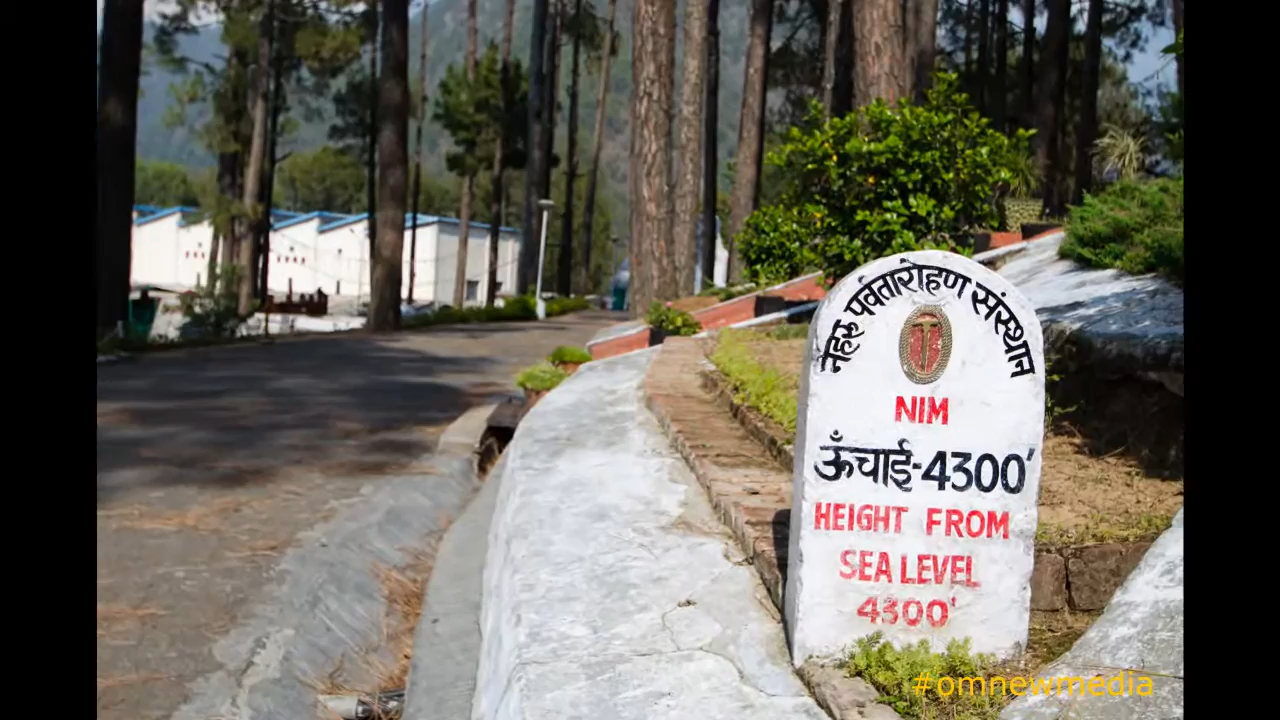 नेहरू पर्वतारोहण संस्थान
NIM
ऊँचाई-4300'
HEIGHT FROM
SEA LEVEL
4300'
#omnewmedia